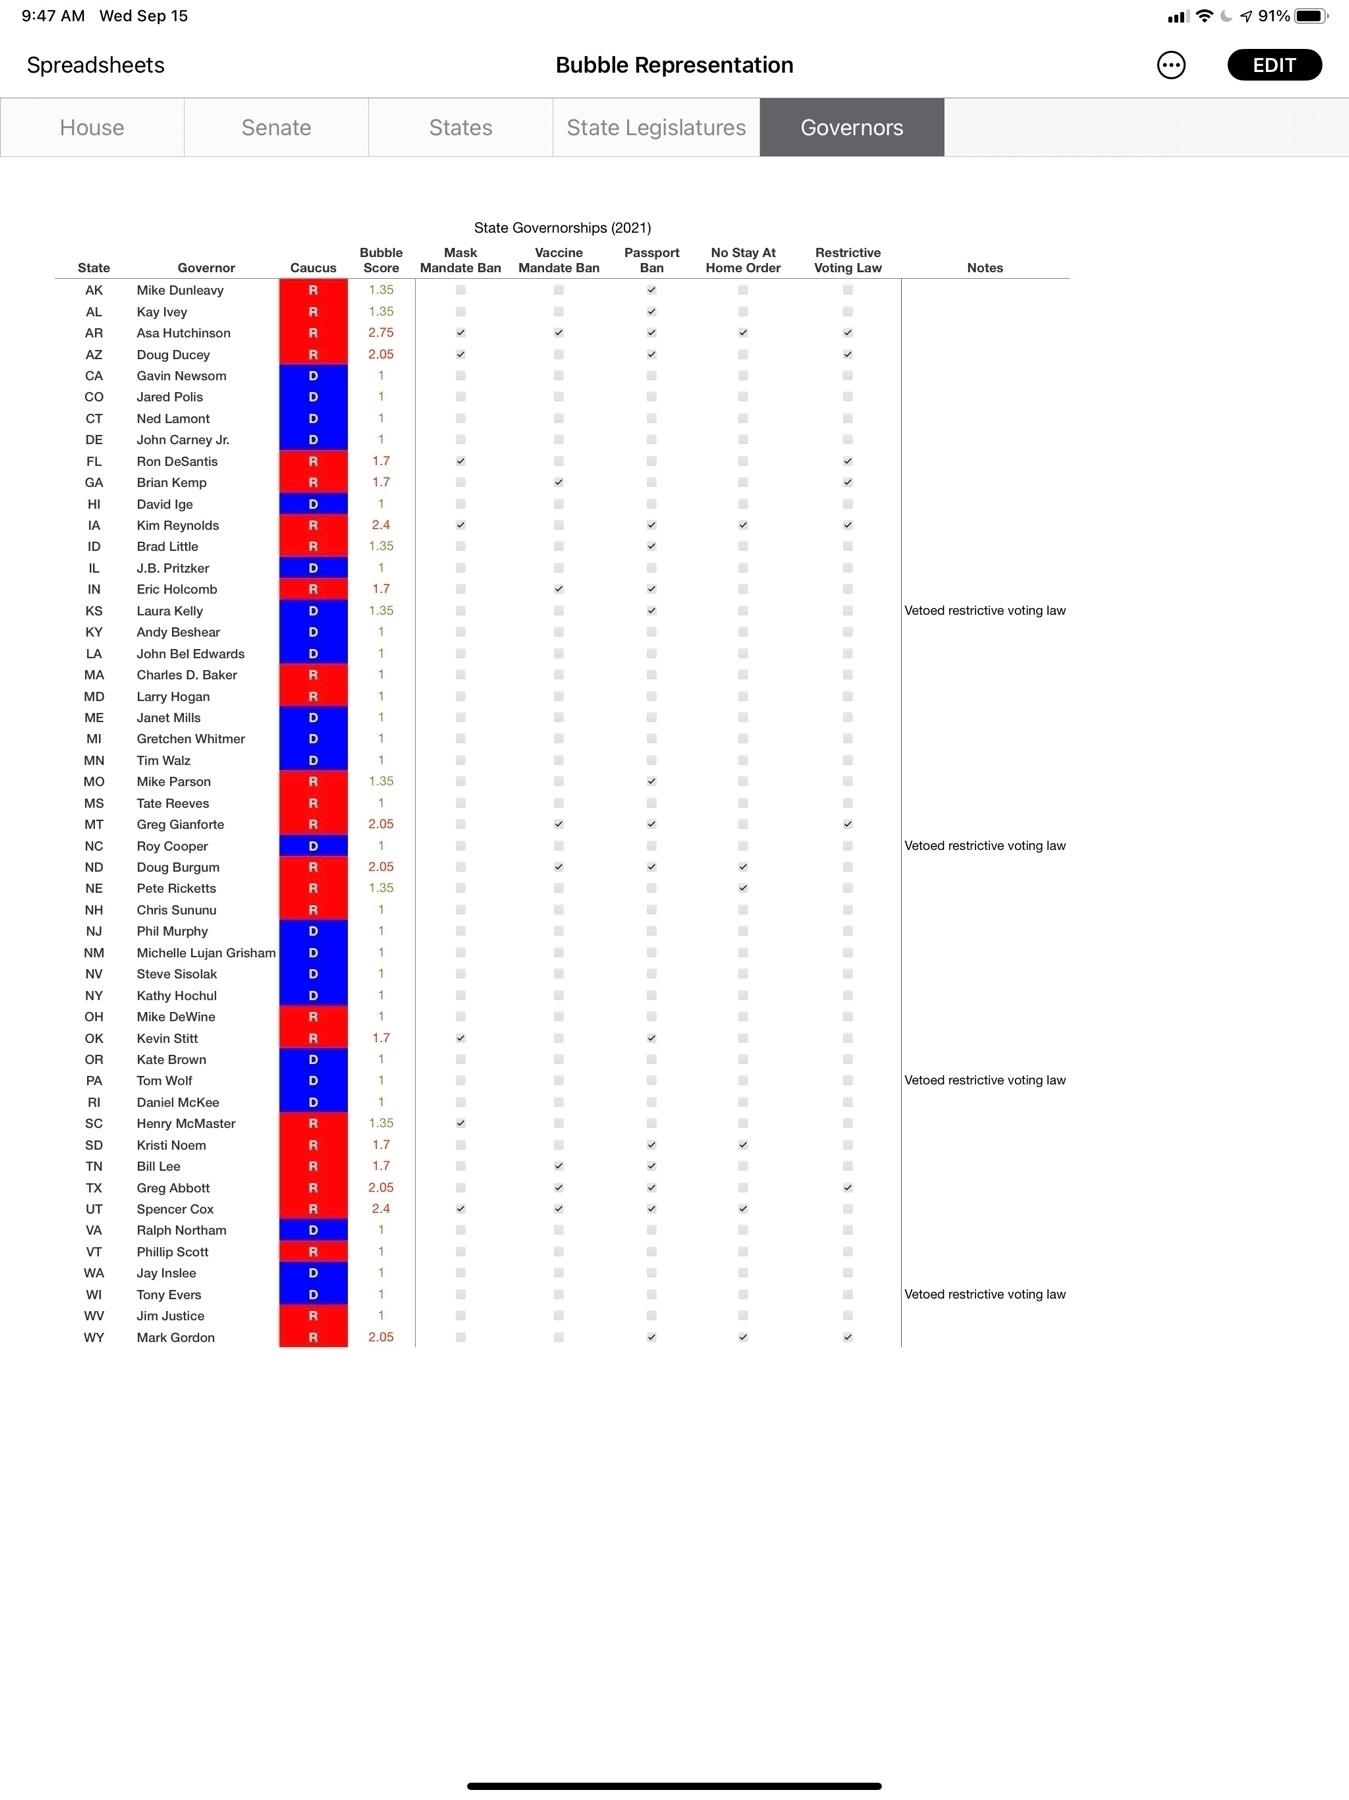 9:47 AM Wed Sep 15 91%
Spreadsheets Bubble Representation EDIT
House Senate States State Legislatures Governors
State Governorships (2021)
State Governor Caucus Bubble Score Mask Mandate Ban Vaccine Mandate Ban Passport Ban No Stay At Home Order Restrictive Voting Law Notes
AK Mike Dunleavy R 1.35 ✓
AL Kay Ivey R 1.35 ✓
AR Asa Hutchinson R 2.75 ✓ ✓ ✓ ✓ ✓
AZ Doug Ducey R 2.05 ✓ ✓ ✓
CA Gavin Newsom D 1
CO Jared Polis D 1
CT Ned Lamont D 1
DE John Carney Jr. D 1
FL Ron DeSantis R 1.7 ✓ ✓
GA Brian Kemp R 1.7 ✓ ✓
HI David Ige D 1
IA Kim Reynolds R 2.4 ✓ ✓ ✓ ✓
ID Brad Little R 1.35 ✓
IL J.B. Pritzker D 1
IN Eric Holcomb R 1.7 ✓ ✓
KS Laura Kelly D 1.35 ✓ Vetoed restrictive voting law
KY Andy Beshear D 1
LA John Bel Edwards D 1
MA Charles D. Baker R 1
MD Larry Hogan R 1
ME Janet Mills D 1
MI Gretchen Whitmer D 1
MN Tim Walz D 1
MO Mike Parson R 1.35 ✓
MS Tate Reeves R 1
MT Greg Gianforte R 2.05 ✓ ✓ ✓
NC Roy Cooper D 1 Vetoed restrictive voting law
ND Doug Burgum R 2.05 ✓ ✓ ✓
NE Pete Ricketts R 1.35 ✓
NH Chris Sununu R 1
NJ Phil Murphy D 1
NM Michelle Lujan Grisham D 1
NV Steve Sisolak D 1
NY Kathy Hochul D 1
OH Mike DeWine R 1
OK Kevin Stitt R 1.7 ✓ ✓
OR Kate Brown D 1
PA Tom Wolf D 1 Vetoed restrictive voting law
RI Daniel McKee D 1
SC Henry McMaster R 1.35 ✓
SD Kristi Noem R 1.7 ✓ ✓
TN Bill Lee R 1.7 ✓ ✓
TX Greg Abbott R 2.05 ✓ ✓ ✓
UT Spencer Cox R 2.4 ✓ ✓ ✓ ✓
VA Ralph Northam D 1
VT Phillip Scott R 1
WA Jay Inslee D 1
WI Tony Evers D 1 Vetoed restrictive voting law
WV Jim Justice R 1
WY Mark Gordon R 2.05 ✓ ✓ ✓